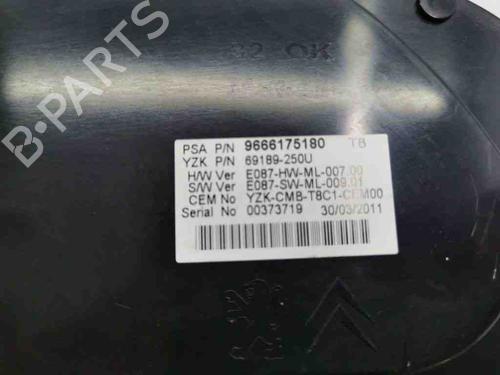 92 OK
PSA P/N 9666175180 TB
YZK P/N 69189-250U
H/W Ver E087-HW-ML-007.00
S/W Ver E087-SW-ML-009.01
CEM No YZK-CMB-T8C1-CEM00
Serial No 00373719 30/03/2011
B-PARTS